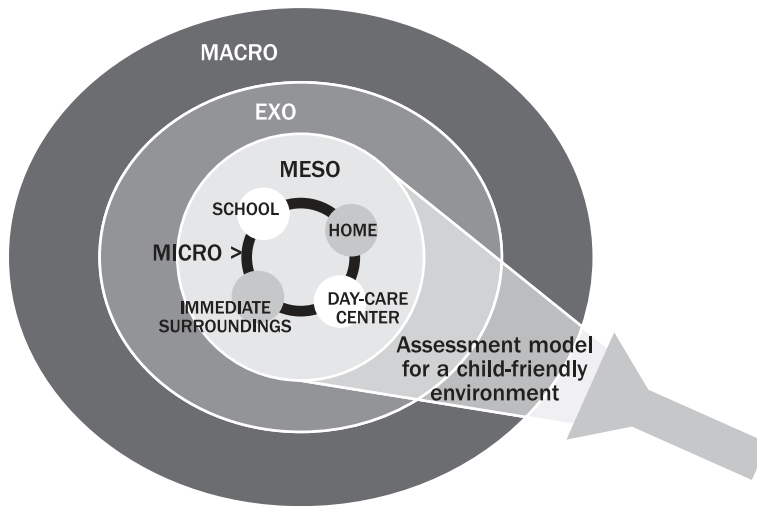 MACRO
EXO
MESO
SCHOOL
HOME
MICRO >
IMMEDIATE
SURROUNDINGS
DAY-CARE
CENTER
Assessment model
for a child-friendly
environment